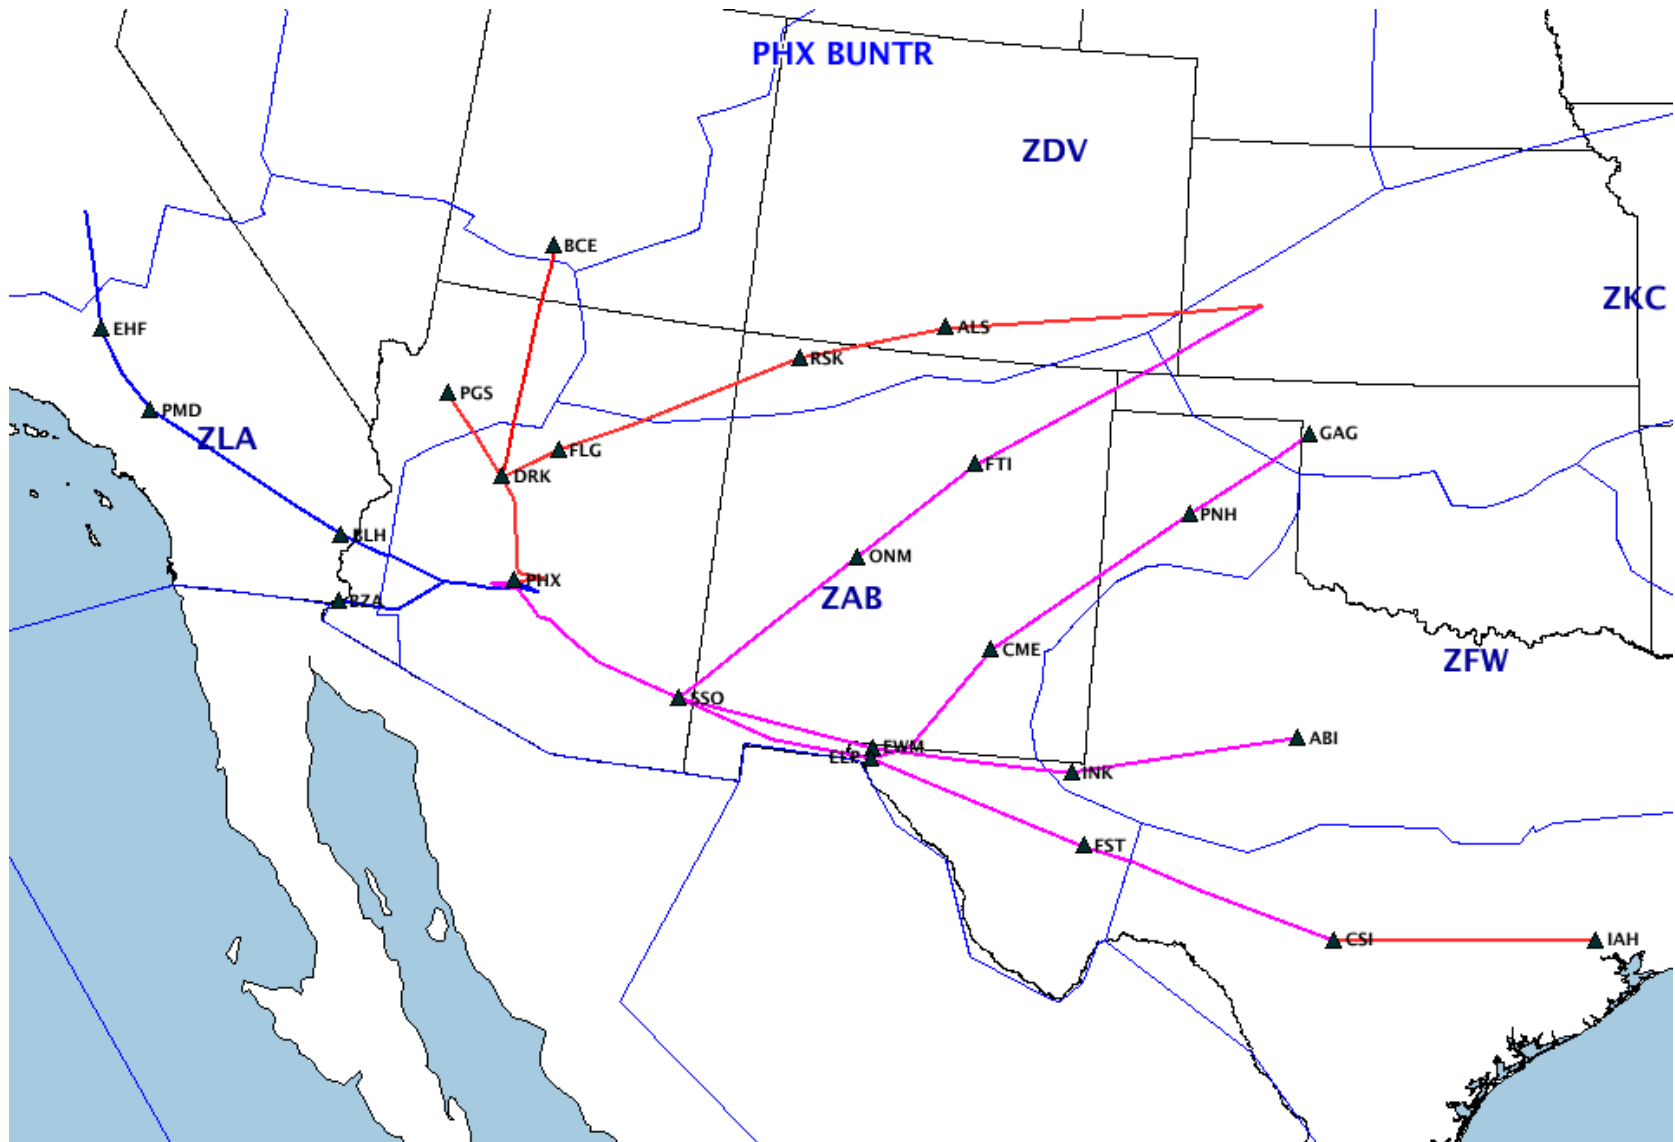 PHX BUNTR
ZDV
BCE
ZKC
EHF
ALS
RSK
PGS
PMD
ZLA
GAG
FLG
FTI
DRK
PNH
BLH
ONM
PHX
ZAB
BZA
CME
ZFW
SSO
ABI
EWM
ELP
INK
FST
CSI
IAH